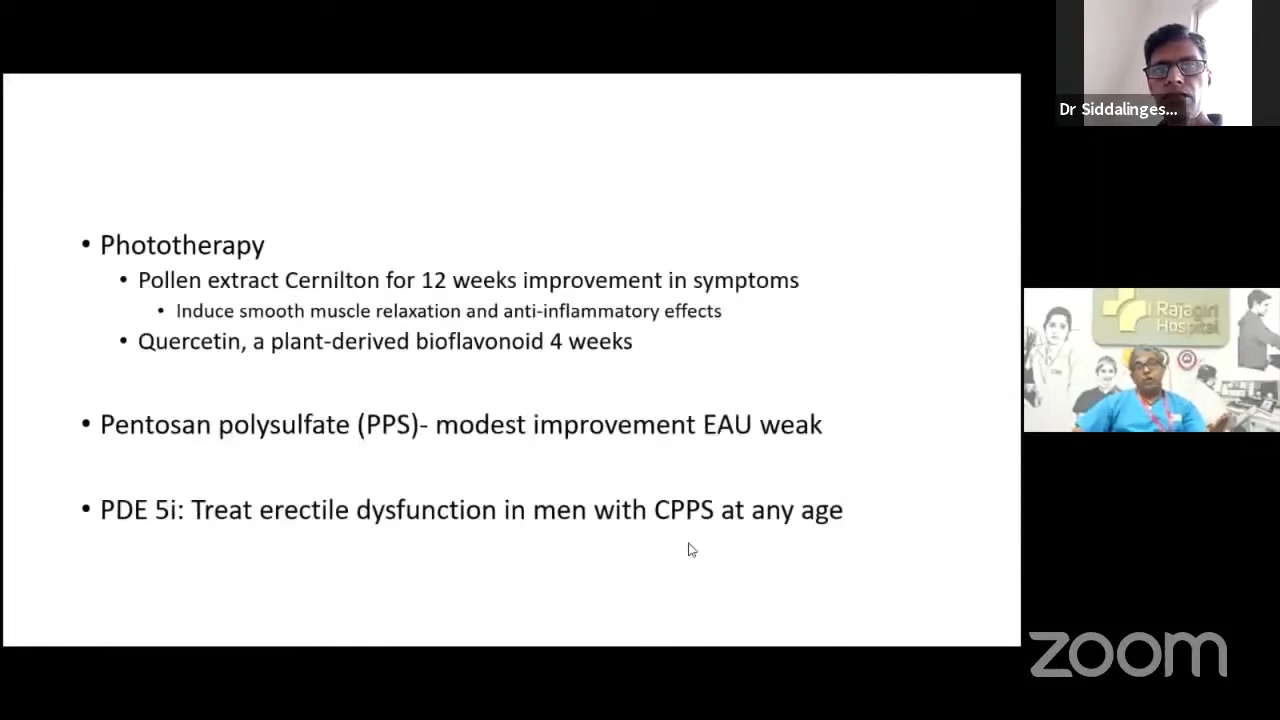 Dr Siddalinges...
• Phototherapy
• Pollen extract Cernilton for 12 weeks improvement in symptoms
• Induce smooth muscle relaxation and anti-inflammatory effects
• Quercetin, a plant-derived bioflavonoid 4 weeks
Rajagiri
Hospital
• Pentosan polysulfate (PPS)- modest improvement EAU weak
• PDE 5i: Treat erectile dysfunction in men with CPPS at any age
zoom